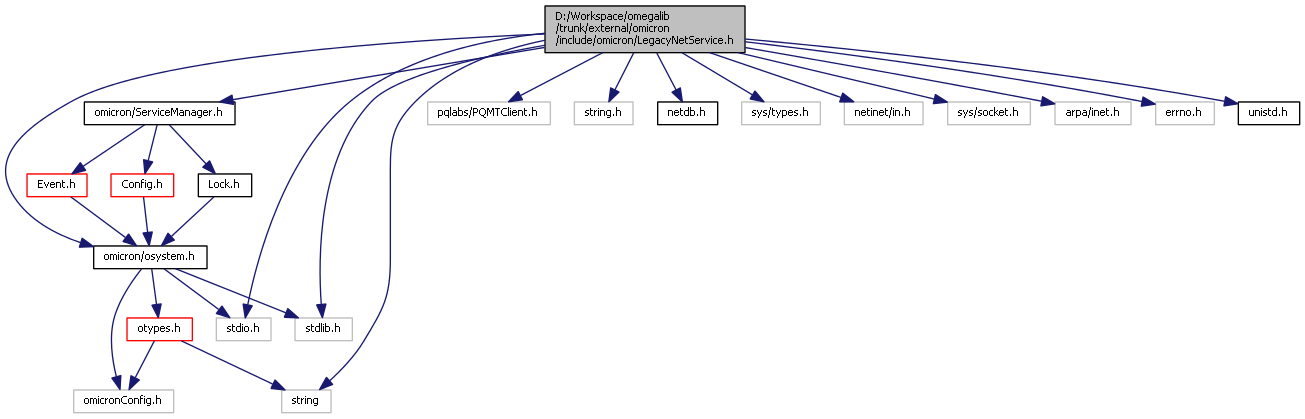 D:/Workspace/omegalib
/trunk/external/omicron
/include/omicron/LegacyNetService.h
omicron/ServiceManager.h
pqlabs/PQMTClient.h
string.h
netdb.h
sys/types.h
netinet/in.h
sys/socket.h
arpa/inet.h
errno.h
unistd.h
Event.h
Config.h
Lock.h
omicron/osystem.h
otypes.h
stdio.h
stdlib.h
omicronConfig.h
string